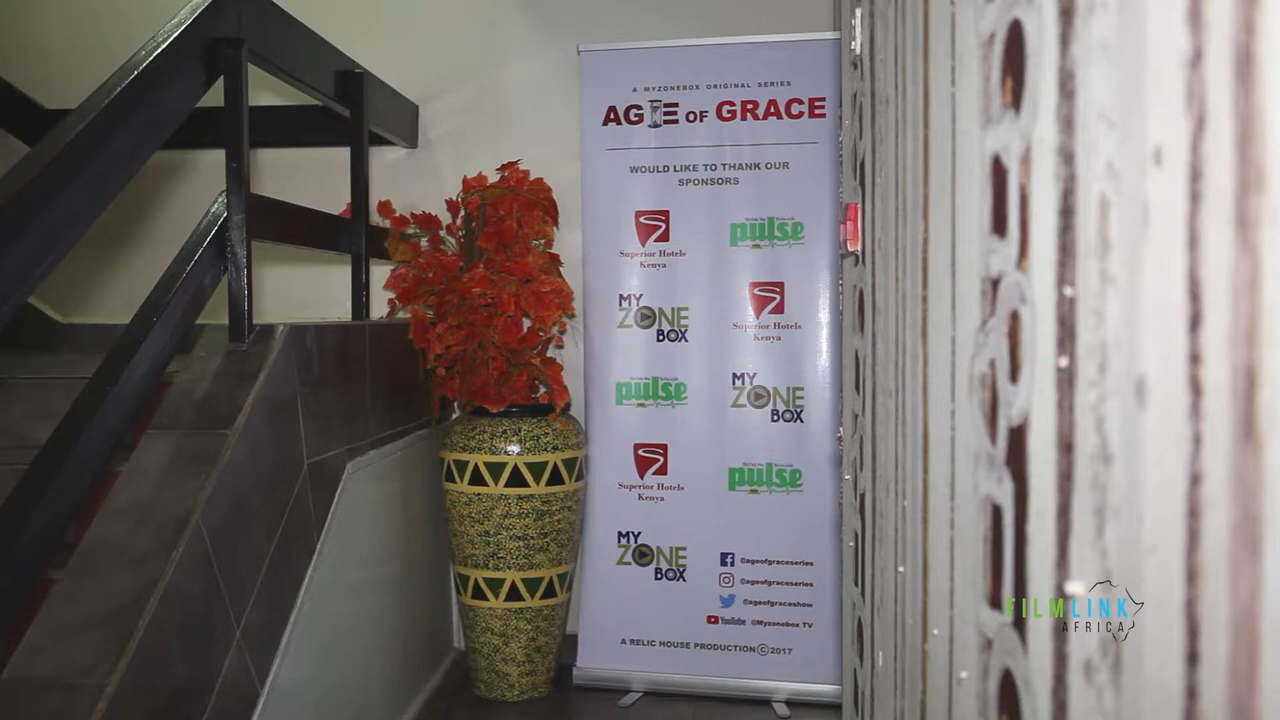 A MYZONEBOX ORIGINAL SERIES
AGE OF GRACE
WOULD LIKE TO THANK OUR
SPONSORS
Superior Hotels
Kenya
pulse
MY
ZONE
BOX
Superior Hotels
Kenya
pulse
MY
ZONE
BOX
Superior Hotels
Kenya
pulse
MY
ZONE
BOX
@ageofgraceseries
@ageofgraceseries
@ageofgraceshow
YouTube @Myzonebox TV
A RELIC HOUSE PRODUCTION © 2017
FILMLINK
AFRICA